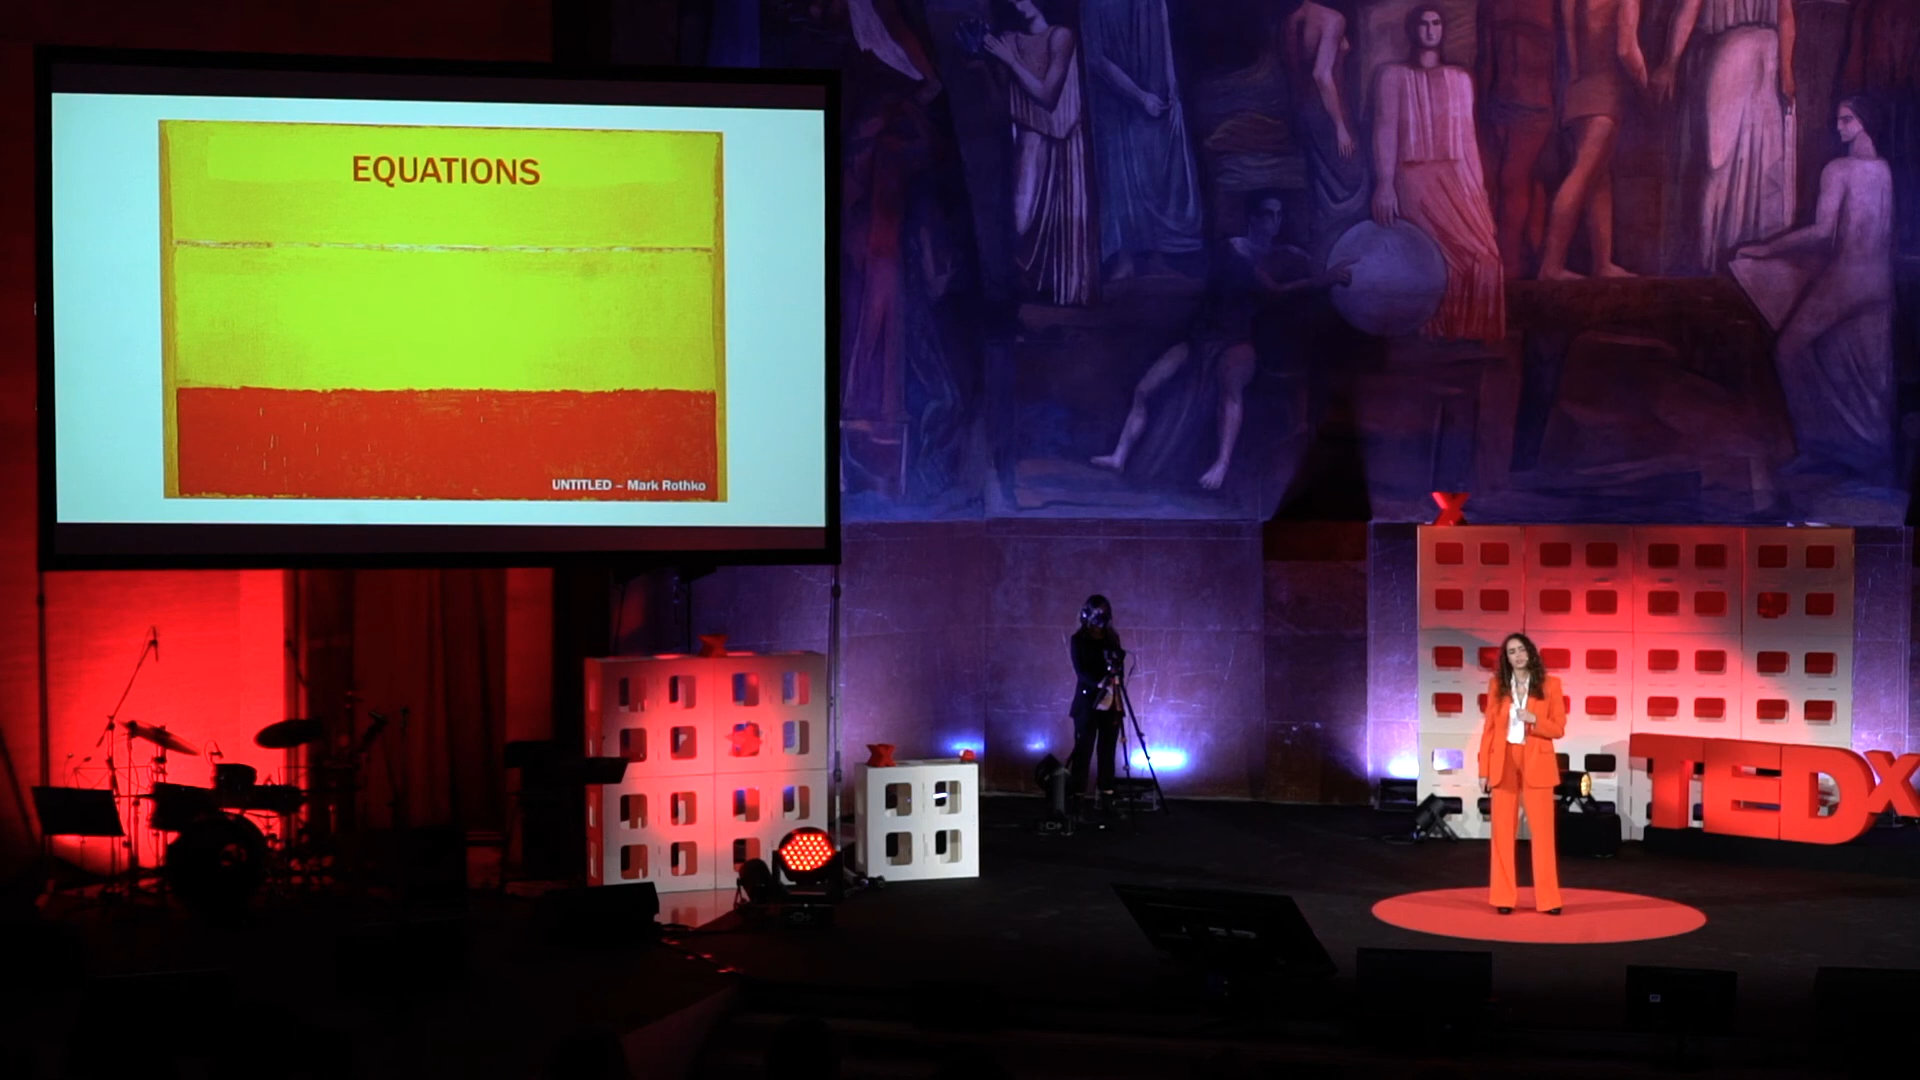 EQUATIONS
UNTITLED – Mark Rothko
TEDx